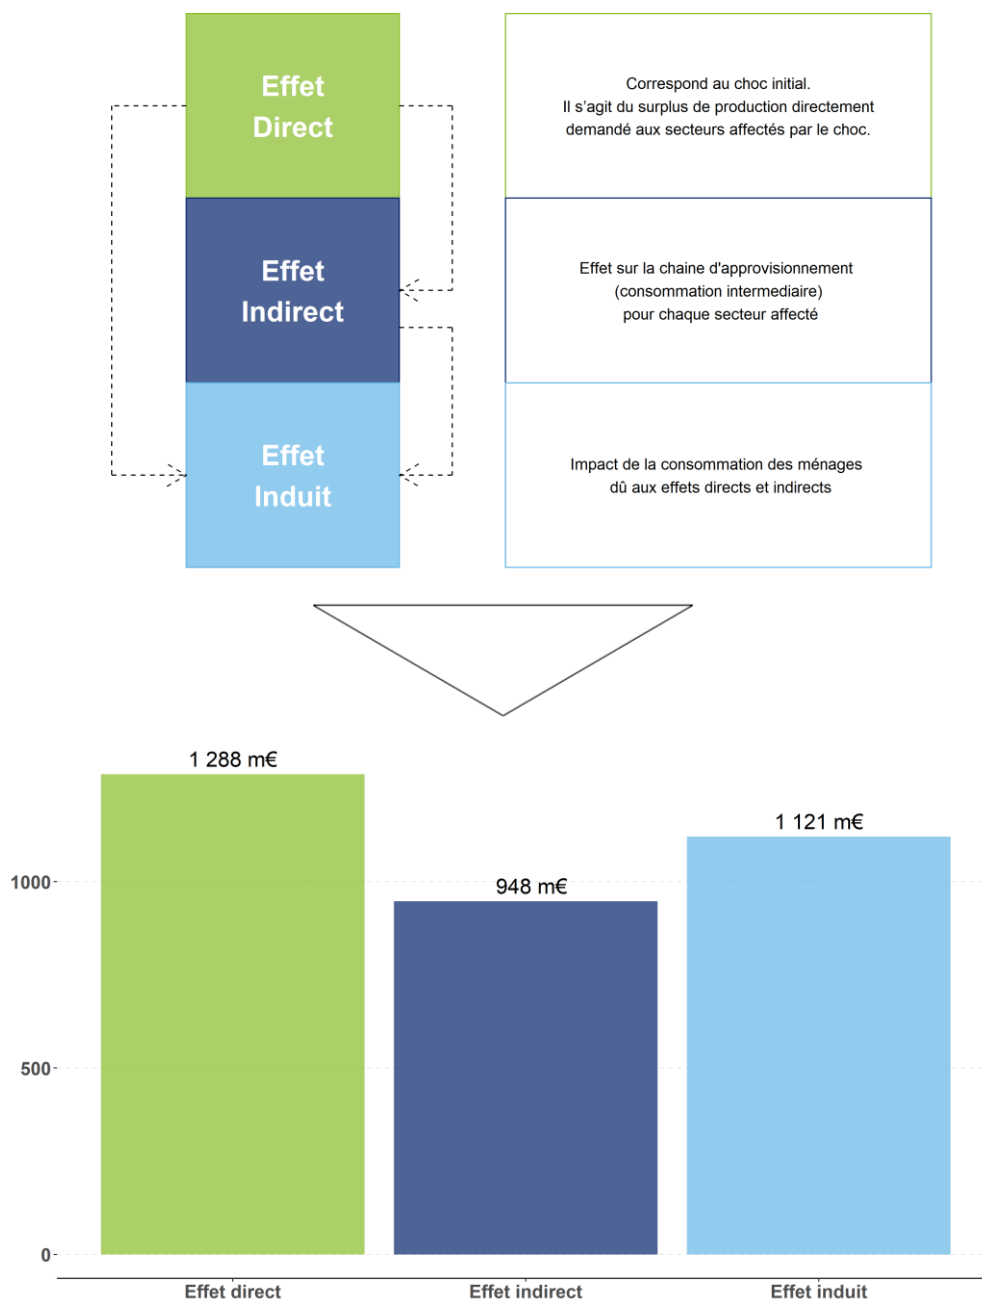 Effet
Direct
Correspond au choc initial.
Il s'agit du surplus de production directement
demandé aux secteurs affectés par le choc.
Effet
Indirect
Effet sur la chaine d'approvisionnement
(consommation intermediaire)
pour chaque secteur affecté
Effet
Induit
Impact de la consommation des ménages
dû aux effets directs et indirects
1 288 m€
948 m€
1 121 m€
1000
500
0
Effet direct
Effet indirect
Effet induit